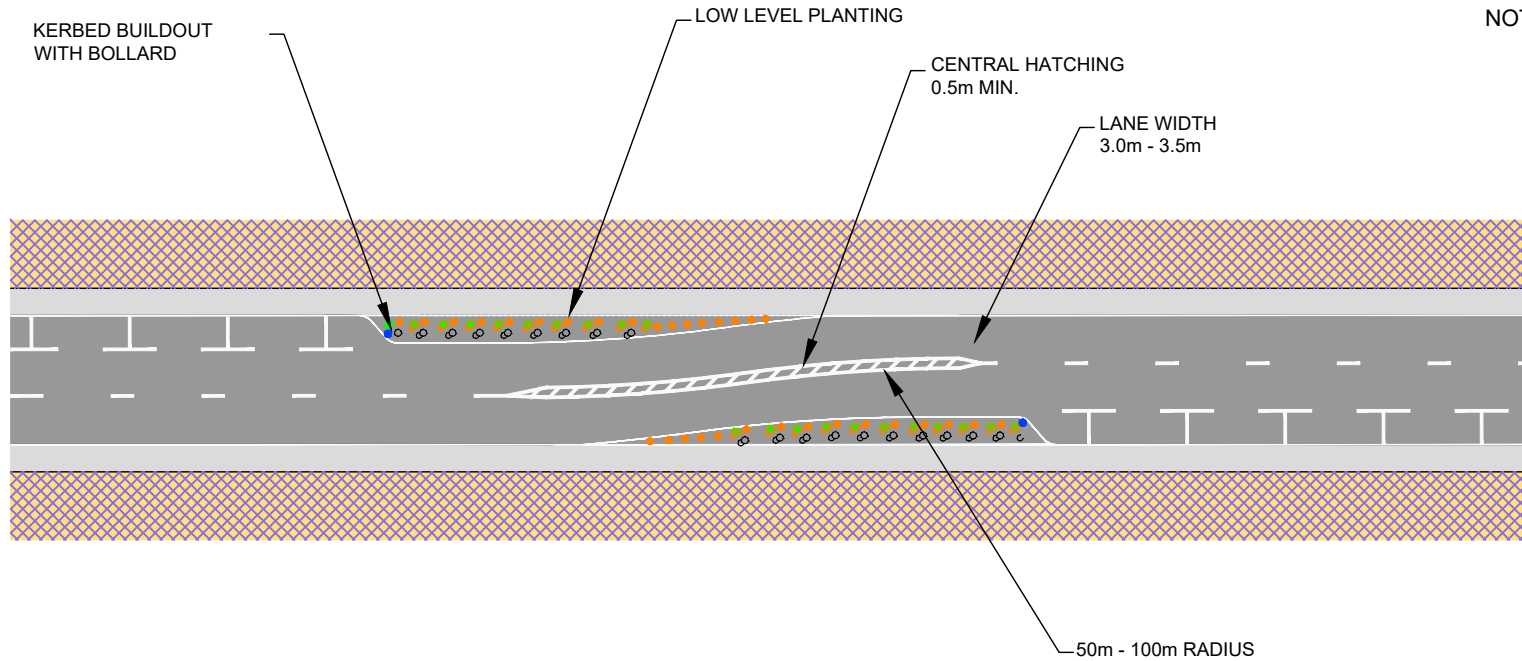 KERBED BUILDOUT
WITH BOLLARD
LOW LEVEL PLANTING
CENTRAL HATCHING
0.5m MIN.
LANE WIDTH
3.0m - 3.5m
50m - 100m RADIUS